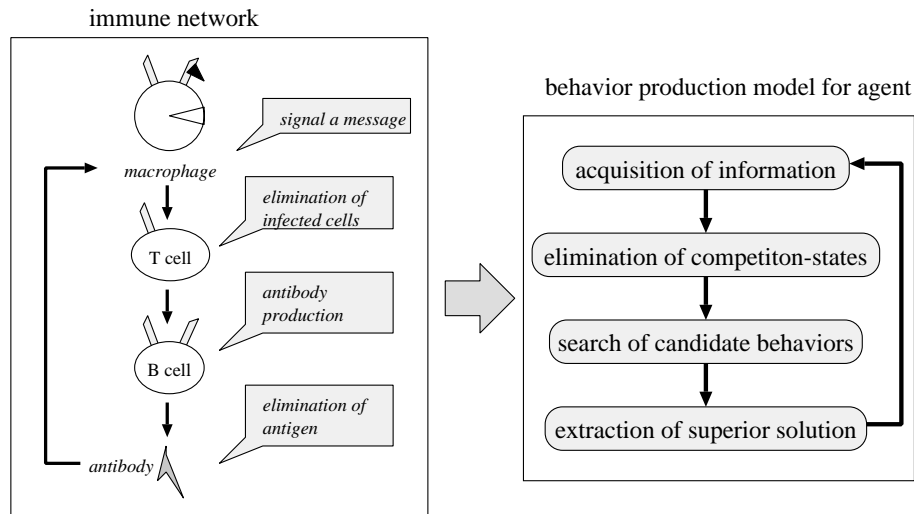 immune network
signal a message
macrophage
elimination of
infected cells
T cell
antibody
production
B cell
elimination of
antigen
antibody
behavior production model for agent
acquisition of information
elimination of competiton-states
search of candidate behaviors
extraction of superior solution